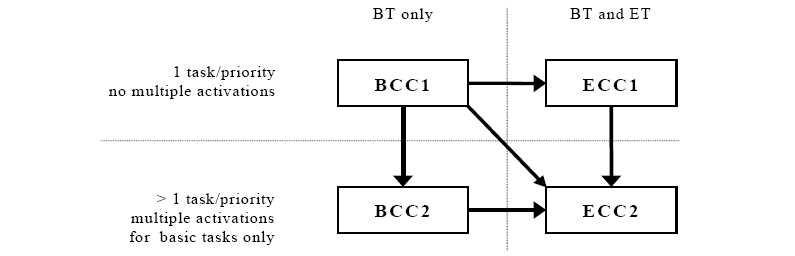 BT only
BT and ET
1 task/priority
no multiple activations
BCC1
ECC1
> 1 task/priority
multiple activations
for basic tasks only
BCC2
ECC2